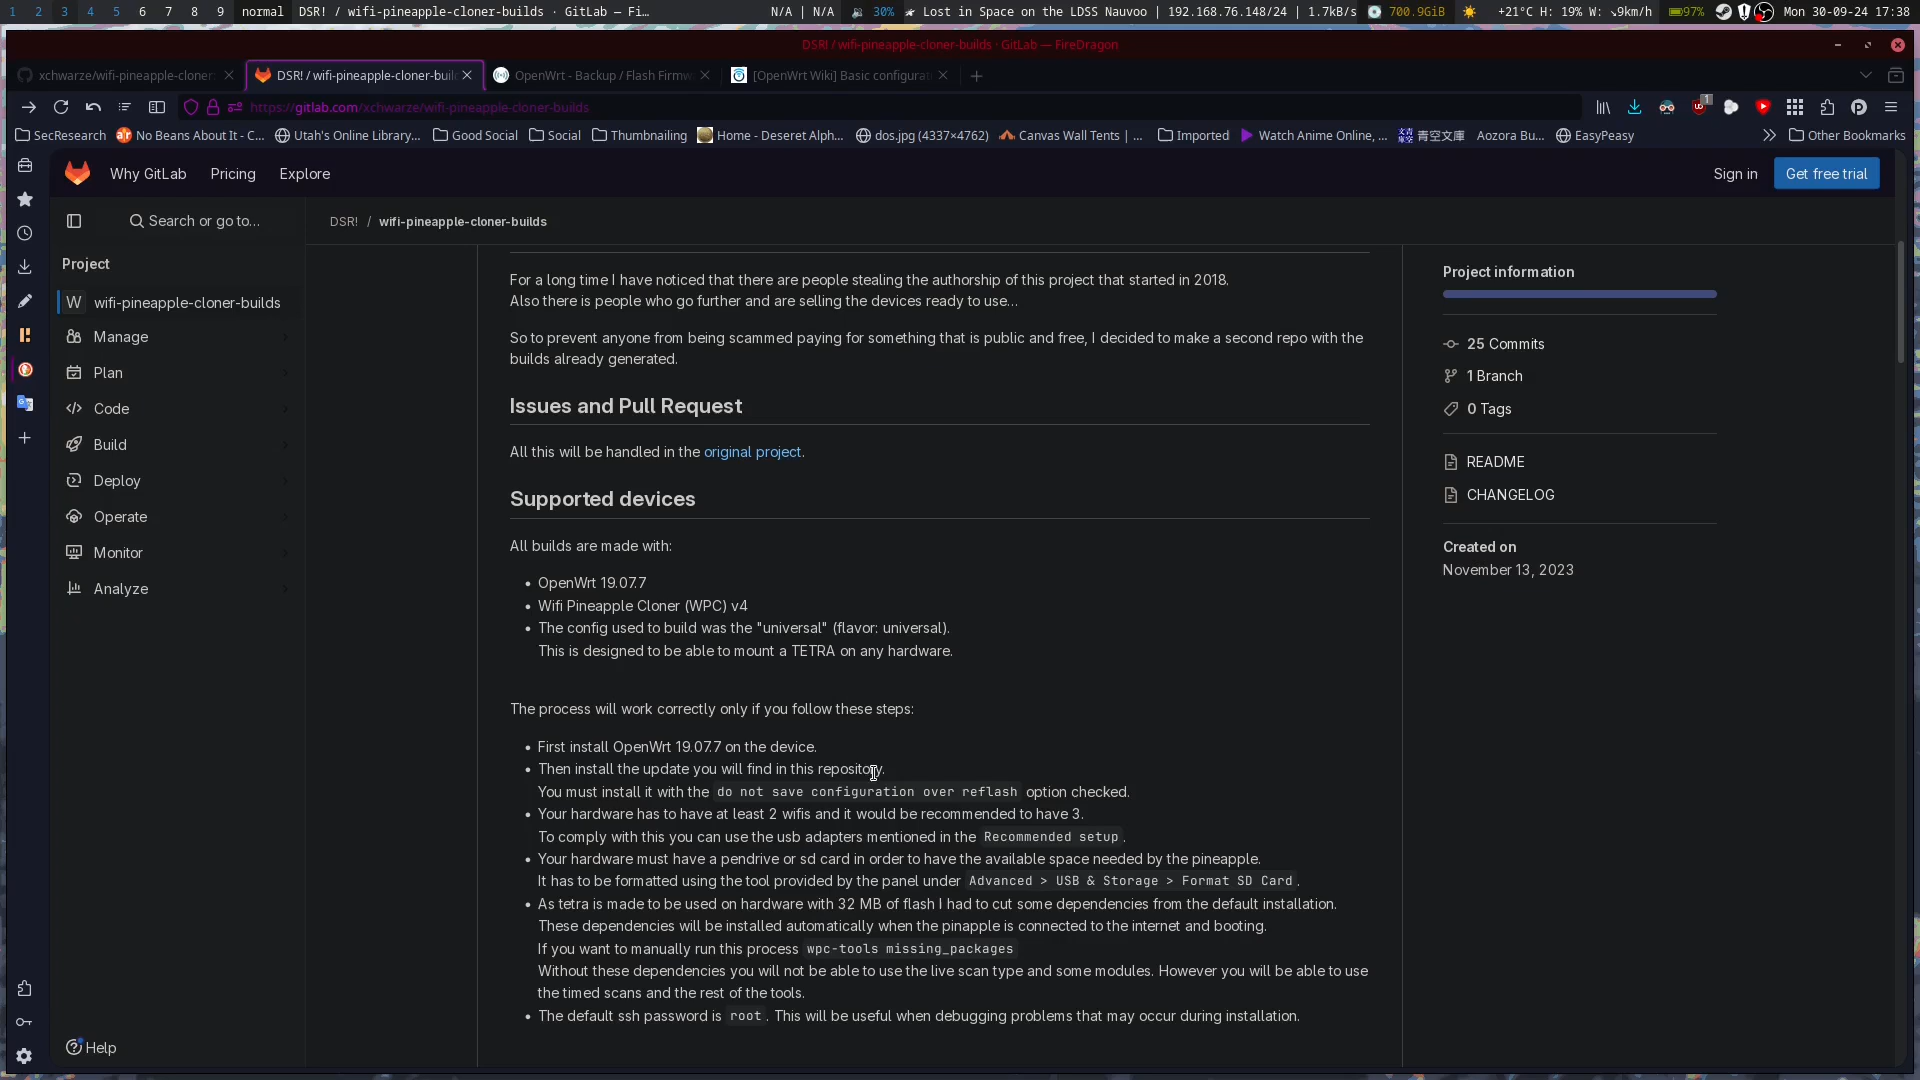 1 2 3 4 5 6 7 8 9 normal DSR! / wifi-pineapple-cloner-builds · GitLab — Fi… N/A | N/A 30% Lost in Space on the LDSS Nauvoo | 192.168.76.148/24 | 1.7kB/s 700.9GiB +21°C H: 19% W: ↘9km/h 97% Mon 30-09-24 17:38
DSR! / wifi-pineapple-cloner-builds · GitLab — FireDragon
xchwarze/wifi-pineapple-cloner DSR! / wifi-pineapple-cloner-buil OpenWrt - Backup / Flash Firmw [OpenWrt Wiki] Basic configurat
https://gitlab.com/xchwarze/wifi-pineapple-cloner-builds
1
SecResearch No Beans About It - C... Utah's Online Library... Good Social Social Thumbnailing Home - Deseret Alph... dos.jpg (4337×4762) Canvas Wall Tents | ... Imported Watch Anime Online, ... 青空文庫 Aozora Bu... EasyPeasy Other Bookmarks
Why GitLab Pricing Explore Sign in Get free trial
Search or go to…
DSR! / wifi-pineapple-cloner-builds
Project
W wifi-pineapple-cloner-builds
Manage
Plan
Code
Build
Deploy
Operate
Monitor
Analyze
Help
For a long time I have noticed that there are people stealing the authorship of this project that started in 2018.
Also there is people who go further and are selling the devices ready to use…
So to prevent anyone from being scammed paying for something that is public and free, I decided to make a second repo with the
builds already generated.
Issues and Pull Request
All this will be handled in the original project.
Supported devices
All builds are made with:
• OpenWrt 19.07.7
• Wifi Pineapple Cloner (WPC) v4
• The config used to build was the "universal" (flavor: universal).
This is designed to be able to mount a TETRA on any hardware.
The process will work correctly only if you follow these steps:
• First install OpenWrt 19.07.7 on the device.
• Then install the update you will find in this repository.
You must install it with the do not save configuration over reflash option checked.
• Your hardware has to have at least 2 wifis and it would be recommended to have 3.
To comply with this you can use the usb adapters mentioned in the Recommended setup.
• Your hardware must have a pendrive or sd card in order to have the available space needed by the pineapple.
It has to be formatted using the tool provided by the panel under Advanced > USB & Storage > Format SD Card.
• As tetra is made to be used on hardware with 32 MB of flash I had to cut some dependencies from the default installation.
These dependencies will be installed automatically when the pinapple is connected to the internet and booting.
If you want to manually run this process wpc-tools missing_packages
Without these dependencies you will not be able to use the live scan type and some modules. However you will be able to use
the timed scans and the rest of the tools.
• The default ssh password is root. This will be useful when debugging problems that may occur during installation.
Project information
25 Commits
1 Branch
0 Tags
README
CHANGELOG
Created on
November 13, 2023